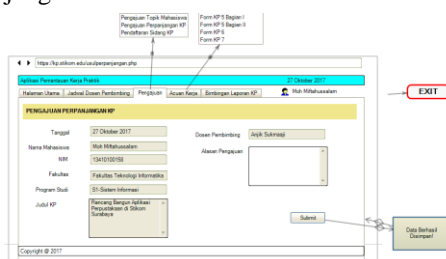 Pengajuan Topik Mahasiswa
Pengajuan Perpanjangan KP
Pendaftaran Sidang KP
Form KP 5 Bagian I
Form KP 5 Bagian II
Form KP 6
Form KP 7
https://kp.stikom.edu/usulperpanjangan.php
Aplikasi Pemantauan Kerja Praktik
27 Oktober 2017
Halaman Utama
Jadwal Dosen Pembimbing
Pengajuan
Acuan Kerja
Bimbingan Laporan KP
Moh Miftahussalam
EXIT
PENGAJUAN PERPANJANGAN KP
Tanggal
27 Oktober 2017
Dosen Pembimbing
Anjik Sukmaaji
Nama Mahasiswa
Moh Miftahussalam
Alasan Pengajuan
NIM
13410100156
Fakultas
Fakultas Teknologi Informatika
Program Studi
S1-Sistem Informasi
Judul KP
Rancang Bangun Aplikasi
Perpustakaan di Stikom
Surabaya
Submit
Data Berhasil
Disimpan!
Copyright @ 2017